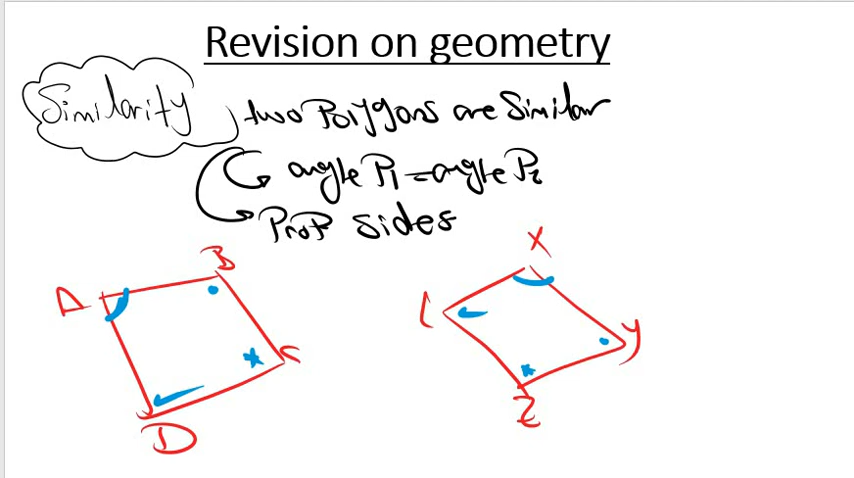 Revision on geometry
Similarity
two Polygons are Similar
angle P1 = angle P2
Prop sides
A B
C
D
X
L
y
Z